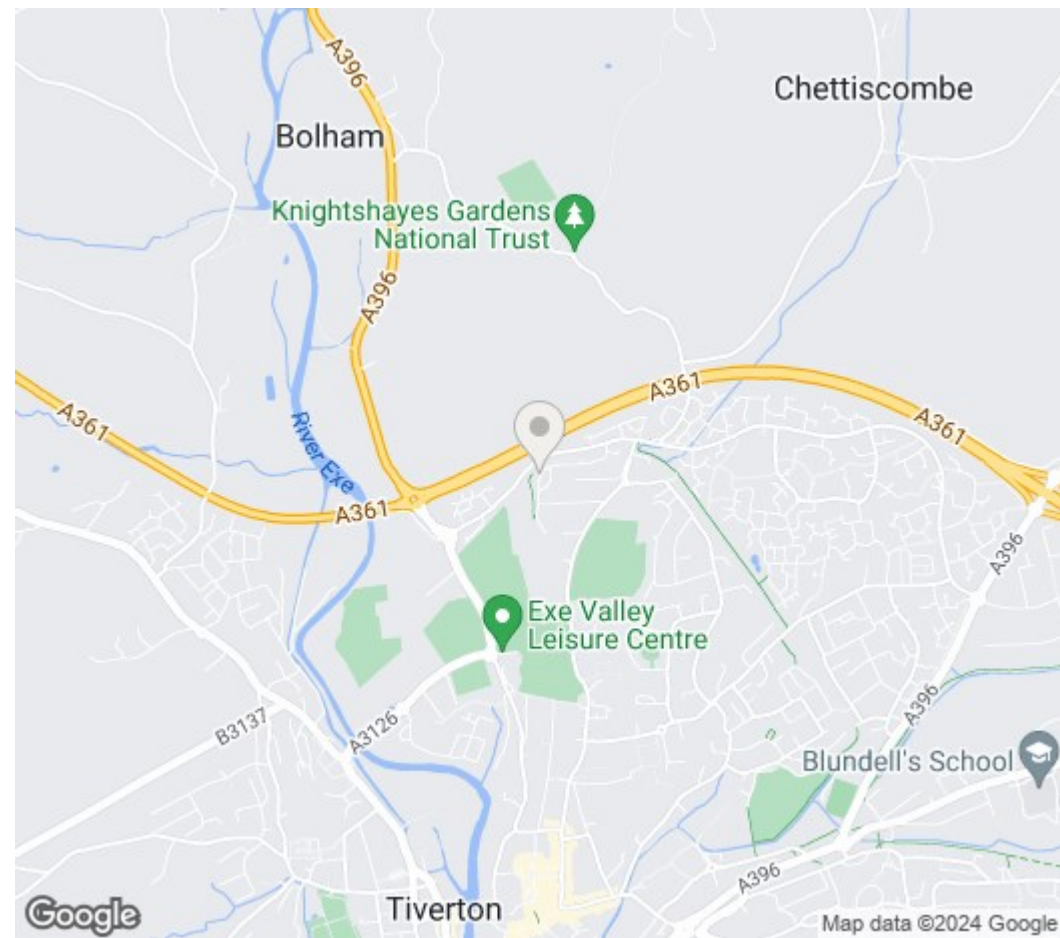 A396
Chettiscombe
Bolham
Knightshayes Gardens
National Trust
A396
A361
A361
A361
River Exe
A361
A396
Exe Valley
Leisure Centre
A396
B3137
A3126
Blundell's School
A396
Tiverton
Google
Map data ©2024 Google